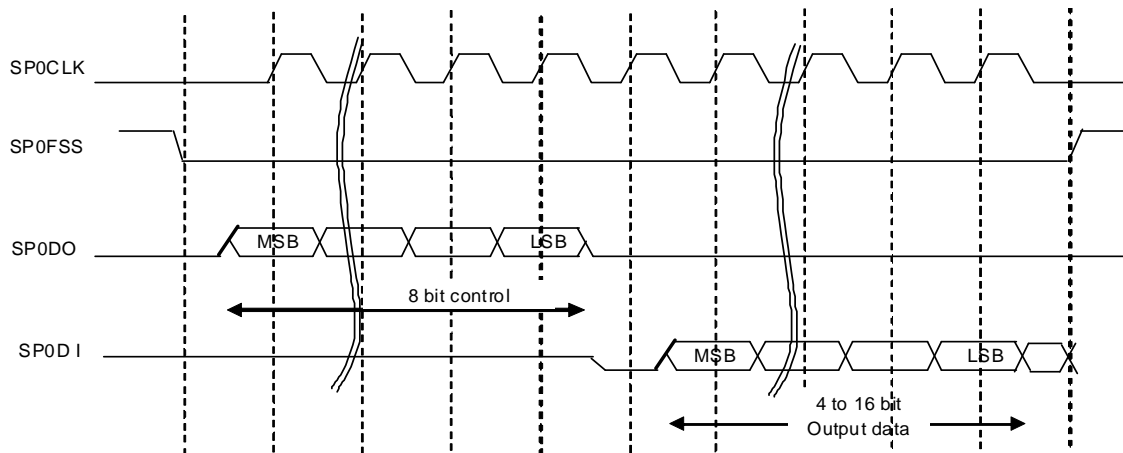 SP0CLK
SP0FSS
SP0DO
MSB
LSB
8 bit control
SP0D I
MSB
LSB
4 to 16 bit
Output data